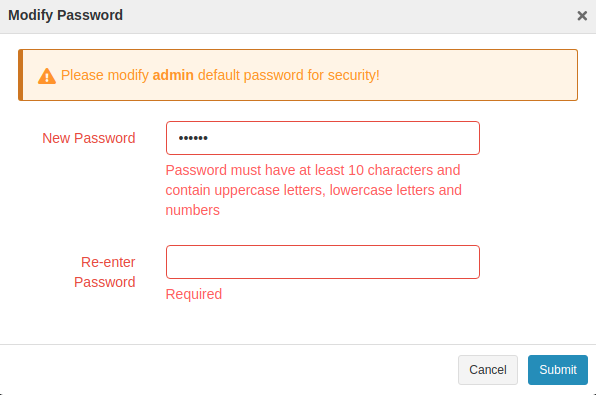 Modify Password ×
Please modify admin default password for security!
New Password ••••••
Password must have at least 10 characters and
contain uppercase letters, lowercase letters and
numbers
Re-enter
Password
Required
Cancel Submit